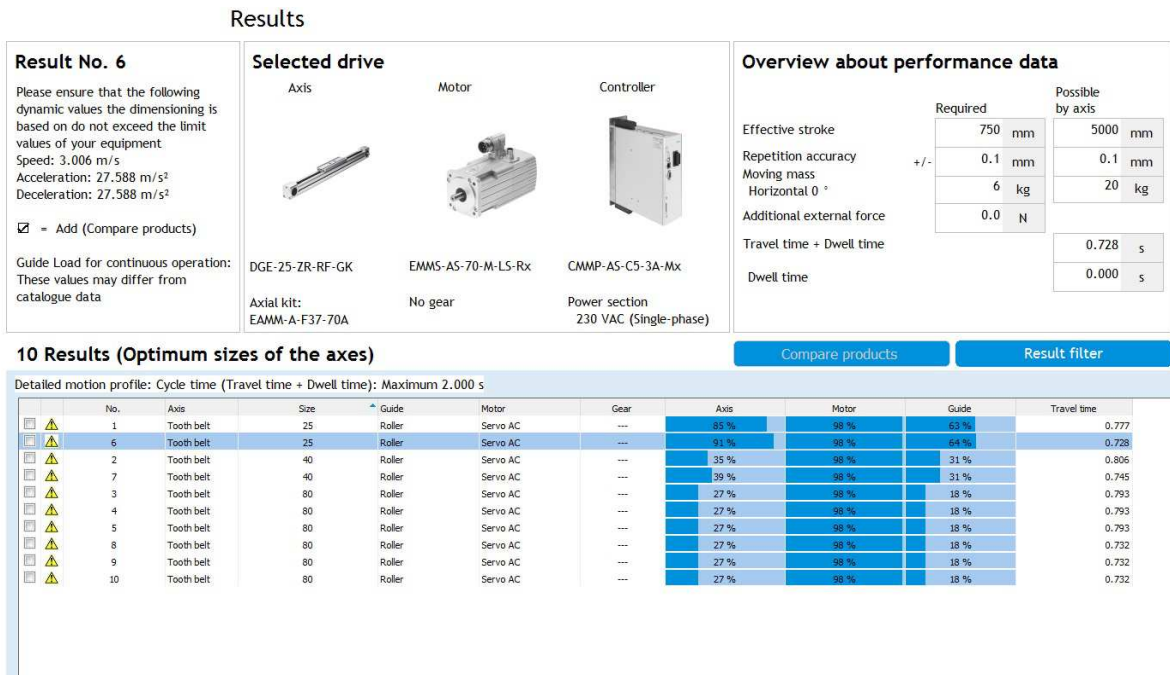 Results
Result No. 6
Please ensure that the following
dynamic values the dimensioning is
based on do not exceed the limit
values of your equipment
Speed: 3.006 m/s
Acceleration: 27.588 m/s²
Deceleration: 27.588 m/s²
= Add (Compare products)
Guide Load for continuous operation:
These values may differ from
catalogue data
Selected drive
Axis Motor Controller
DGE-25-ZR-RF-GK EMMS-AS-70-M-LS-Rx CMMP-AS-C5-3A-Mx
Axial kit: No gear Power section
EAMM-A-F37-70A 230 VAC (Single-phase)
Overview about performance data
Possible
Required by axis
Effective stroke 750 mm 5000 mm
Repetition accuracy +/- 0.1 mm 0.1 mm
Moving mass
Horizontal 0 ° 6 kg 20 kg
Additional external force 0.0 N
Travel time + Dwell time 0.728 s
Dwell time 0.000 s
10 Results (Optimum sizes of the axes)
Compare products Result filter
Detailed motion profile: Cycle time (Travel time + Dwell time): Maximum 2.000 s
No. Axis Size Guide Motor Gear Axis Motor Guide Travel time
1 Tooth belt 25 Roller Servo AC --- 85 % 98 % 63 % 0.777
6 Tooth belt 25 Roller Servo AC --- 91 % 98 % 64 % 0.728
2 Tooth belt 40 Roller Servo AC --- 35 % 98 % 31 % 0.806
7 Tooth belt 40 Roller Servo AC --- 39 % 98 % 31 % 0.745
3 Tooth belt 80 Roller Servo AC --- 27 % 98 % 18 % 0.793
4 Tooth belt 80 Roller Servo AC --- 27 % 98 % 18 % 0.793
5 Tooth belt 80 Roller Servo AC --- 27 % 98 % 18 % 0.793
8 Tooth belt 80 Roller Servo AC --- 27 % 98 % 18 % 0.732
9 Tooth belt 80 Roller Servo AC --- 27 % 98 % 18 % 0.732
10 Tooth belt 80 Roller Servo AC --- 27 % 98 % 18 % 0.732